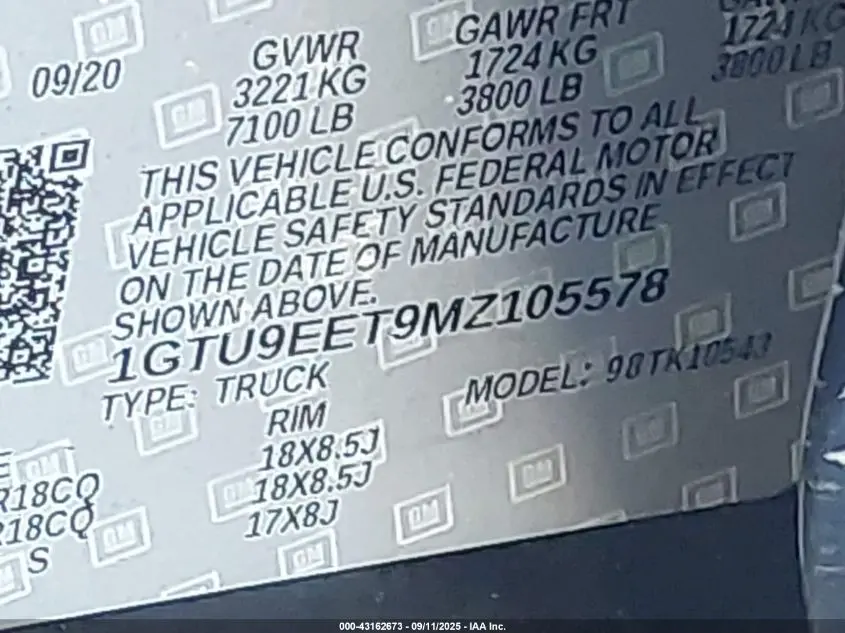 GVWR GAWR FRT GAWR
09/20 3221 KG 1724 KG 1724 KG
7100 LB 3800 LB 3800 LB
THIS VEHICLE CONFORMS TO ALL
APPLICABLE U.S. FEDERAL MOTOR
VEHICLE SAFETY STANDARDS IN EFFECT
ON THE DATE OF MANUFACTURE
SHOWN ABOVE.
1GTU9EET9MZ105578
TYPE: TRUCK MODEL: 98TK10543
RIM
18X8.5J
R18CQ 18X8.5J
R18CQ 17X8J
S
GM
000-43162673 - 09/11/2025 - IAA Inc.